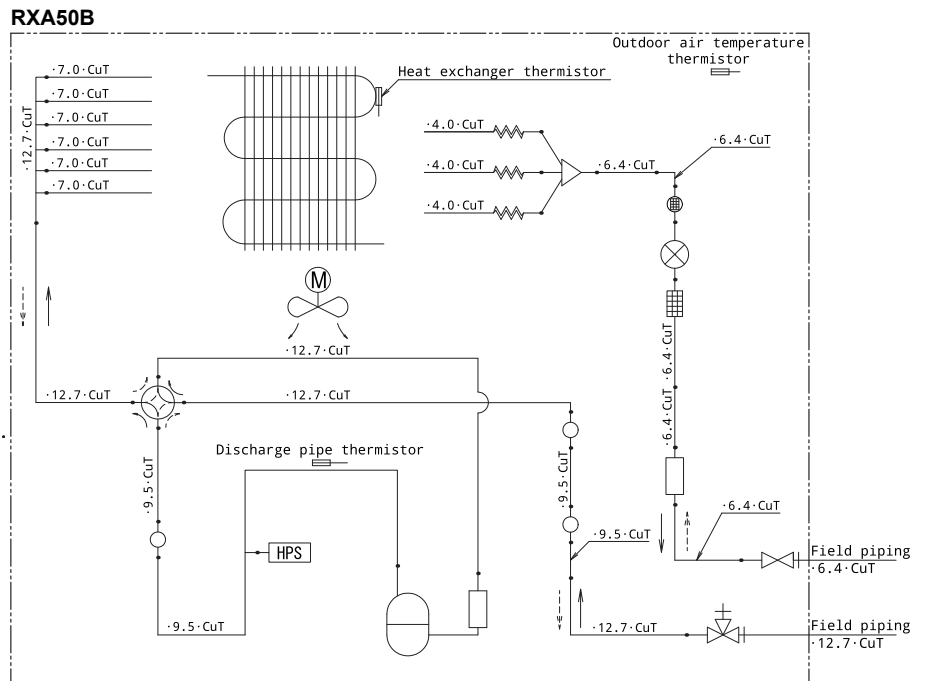 RXA50B
Outdoor air temperature
thermistor
·7.0·CuT
·7.0·CuT
·7.0·CuT
·7.0·CuT
·7.0·CuT
·7.0·CuT
·12.7·CuT
Heat exchanger thermistor
·4.0·CuT
·4.0·CuT
·4.0·CuT
·6.4·CuT
·6.4·CuT
M
·12.7·CuT
·12.7·CuT
·12.7·CuT
·6.4·CuT
·6.4·CuT
Discharge pipe thermistor
·9.5·CuT
·9.5·CuT
·6.4·CuT
·9.5·CuT
HPS
Field piping
·6.4·CuT
·9.5·CuT
·12.7·CuT
Field piping
·12.7·CuT